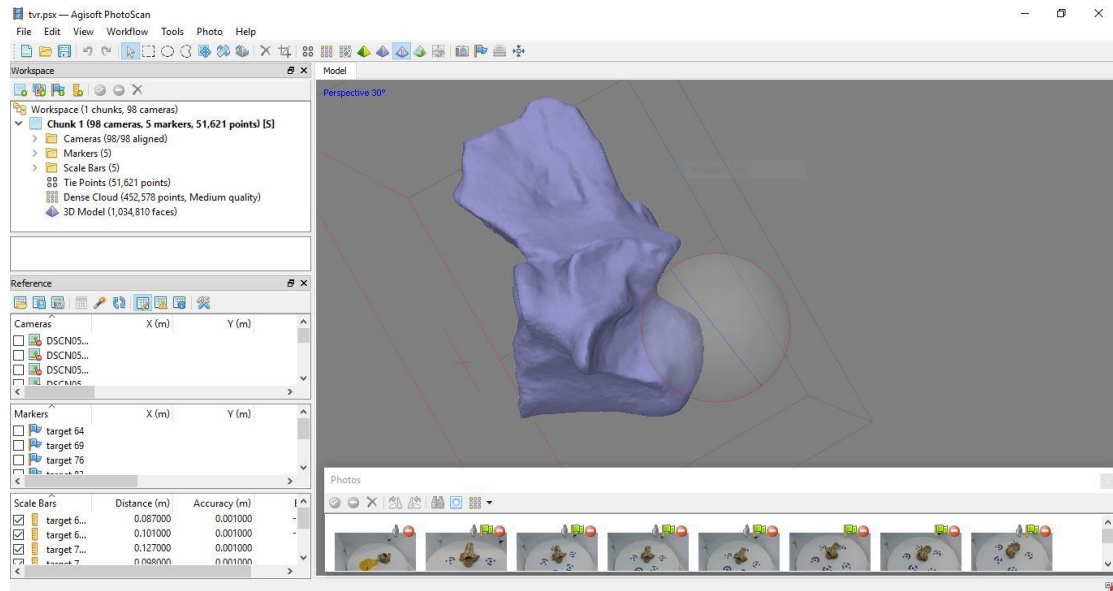 tvr.psx — Agisoft PhotoScan
File Edit View Workflow Tools Photo Help
Workspace
Model
Perspective 30°
Workspace (1 chunks, 98 cameras)
Chunk 1 (98 cameras, 5 markers, 51,621 points) [S]
Cameras (98/98 aligned)
Markers (5)
Scale Bars (5)
Tie Points (51,621 points)
Dense Cloud (452,578 points, Medium quality)
3D Model (1,034,810 faces)
Reference
Cameras X (m) Y (m)
DSCN05...
DSCN05...
DSCN05...
DSCN05
Markers X (m) Y (m)
target 64
target 69
target 76
Photos
Scale Bars Distance (m) Accuracy (m)
target 6... 0.087000 0.001000
target 6... 0.101000 0.001000
target 7... 0.127000 0.001000
target 7 0.098000 0.001000